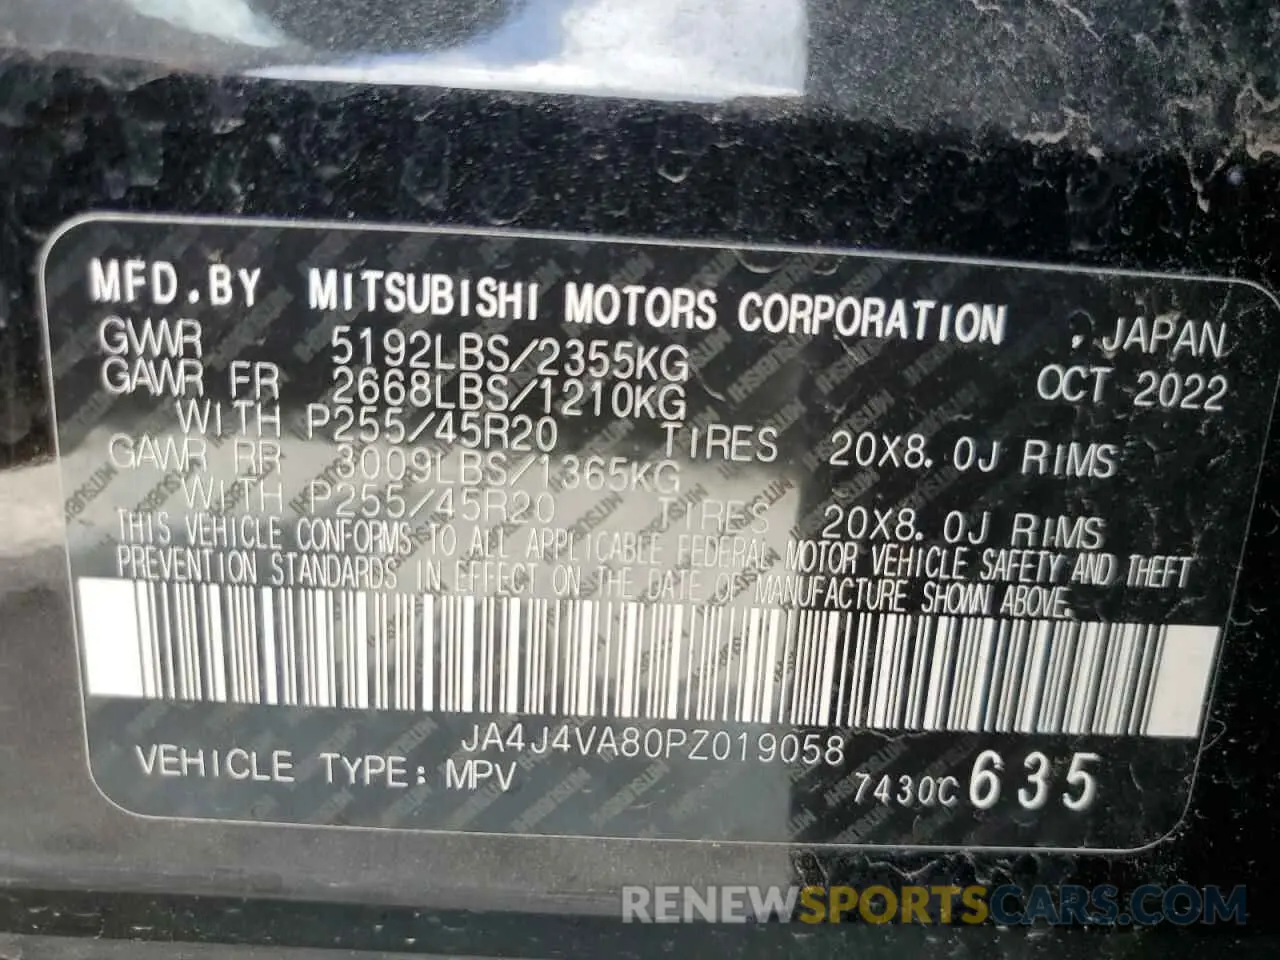 MFD.BY MITSUBISHI MOTORS CORPORATION , JAPAN
GVWR 5192LBS/2355KG OCT 2022
GAWR FR 2668LBS/1210KG
WITH P255/45R20 TIRES 20X8.0J RIMS
GAWR RR 3009LBS/1365KG
WITH P255/45R20 TIRES 20X8.0J RIMS
THIS VEHICLE CONFORMS TO ALL APPLICABLE FEDERAL MOTOR VEHICLE SAFETY AND THEFT
PREVENTION STANDARDS IN EFFECT ON THE DATE OF MANUFACTURE SHOWN ABOVE.
JA4J4VA80PZ019058
VEHICLE TYPE: MPV 7430C 635
RENEWSPORTSCARS.COM